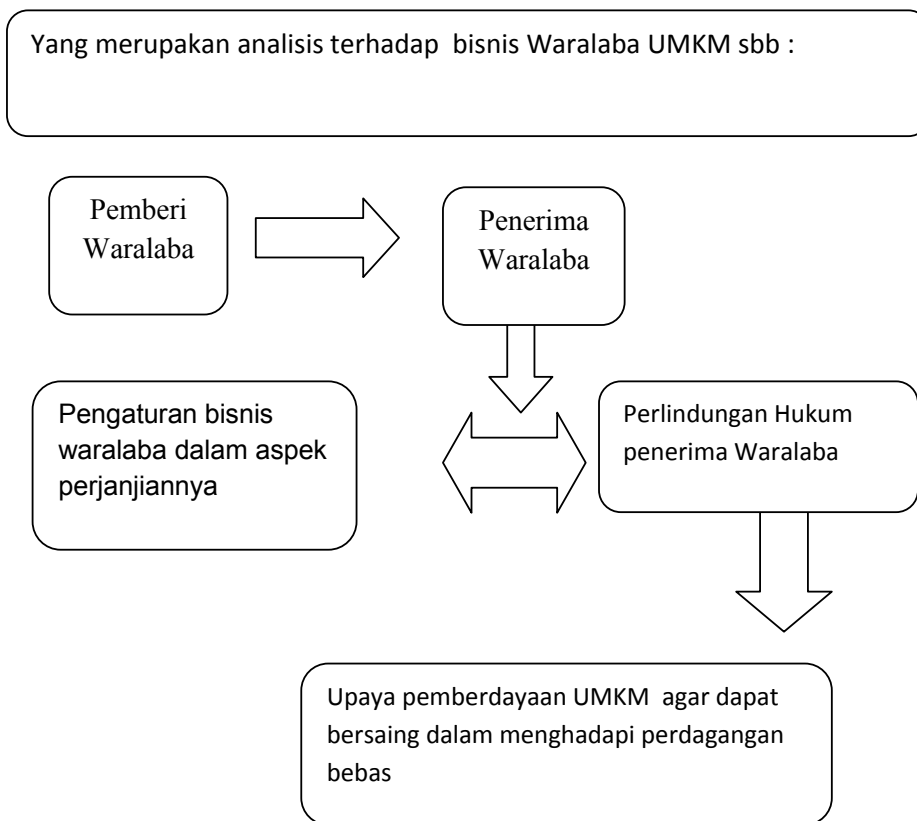 Yang merupakan analisis terhadap bisnis Waralaba UMKM sbb :
Pemberi
Waralaba
Penerima
Waralaba
Pengaturan bisnis
waralaba dalam aspek
perjanjiannya
Perlindungan Hukum
penerima Waralaba
Upaya pemberdayaan UMKM agar dapat
bersaing dalam menghadapi perdagangan
bebas